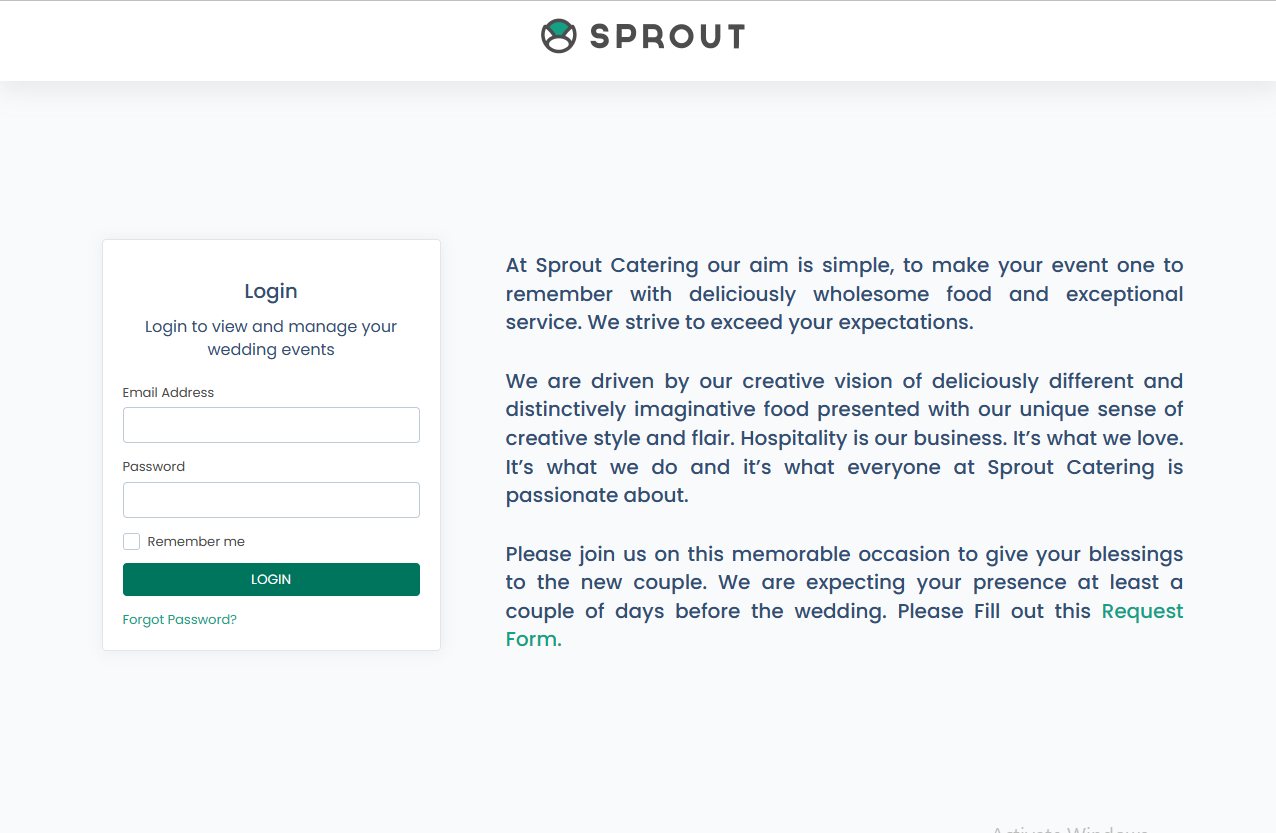 SPROUT
Login
Login to view and manage your
wedding events
Email Address
Password
Remember me
LOGIN
Forgot Password?
At Sprout Catering our aim is simple, to make your event one to
remember with deliciously wholesome food and exceptional
service. We strive to exceed your expectations.
We are driven by our creative vision of deliciously different and
distinctively imaginative food presented with our unique sense of
creative style and flair. Hospitality is our business. It’s what we love.
It’s what we do and it’s what everyone at Sprout Catering is
passionate about.
Please join us on this memorable occasion to give your blessings
to the new couple. We are expecting your presence at least a
couple of days before the wedding. Please Fill out this Request
Form.
Activate Windows